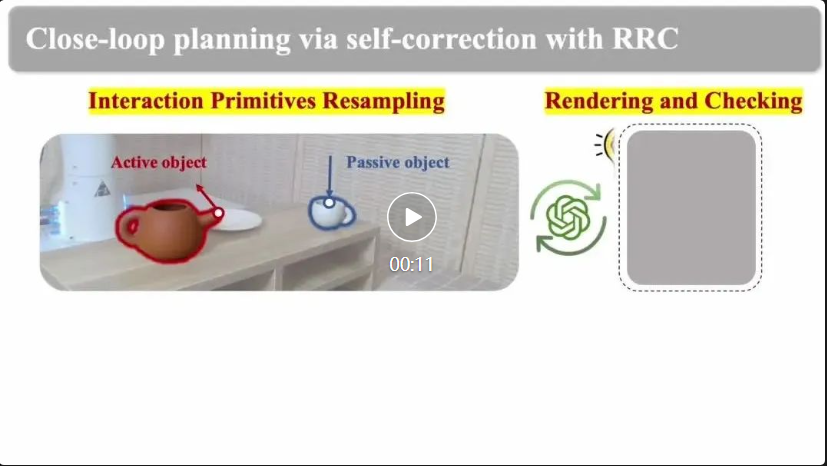 Close-loop planning via self-correction with RRC
Interaction Primitives Resampling
Rendering and Checking
Active object
Passive object
00:11